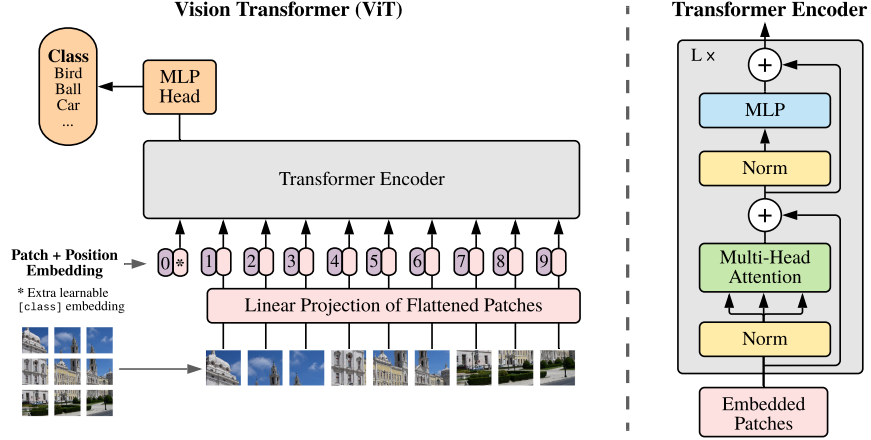 Vision Transformer (ViT)
Class
Bird
Ball
Car
...
MLP
Head
Transformer Encoder
Patch + Position
Embedding
0 * 1 2 3 4 5 6 7 8 9
* Extra learnable
[class] embedding
Linear Projection of Flattened Patches
Transformer Encoder
L ×
+
MLP
Norm
+
Multi-Head
Attention
Norm
Embedded
Patches